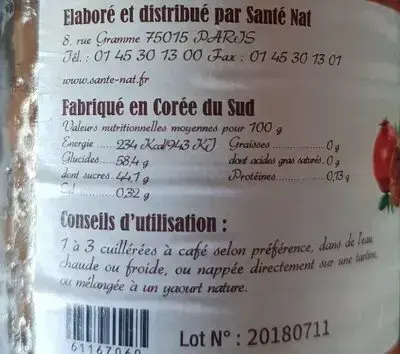 Elaboré et distribué par Santé Nat
8, rue Gramme 75015 PARIS
Tél. : 01 45 30 13 00 Fax : 01 45 30 13 01
www.sante-nat.fr
Fabriqué en Corée du Sud
Valeurs nutritionnelles moyennes pour 100 g
Energie ..... 234 Kcal/943 KJ Graisses..............0 g
Glucides......58,4 g dont acides gras saturés..0 g
dont sucres ..44,1 g Protéines..............0,13 g
Sel ..............0,32 g
Conseils d'utilisation :
1 à 3 cuillérées à café selon préférence, dans de l'eau
chaude ou froide, ou nappée directement sur une tartine,
ou mélangée à un yaourt nature.
Lot N° : 20180711